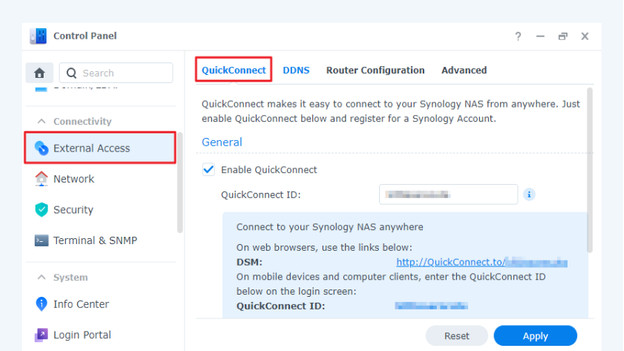 Control Panel
?
Search
Connectivity
External Access
Network
Security
Terminal & SNMP
System
Info Center
Login Portal
QuickConnect DDNS Router Configuration Advanced
QuickConnect makes it easy to connect to your Synology NAS from anywhere. Just
enable QuickConnect below and register for a Synology Account.
General
Enable QuickConnect
QuickConnect ID:
i
Connect to your Synology NAS anywhere
On web browsers, use the links below:
DSM: http://QuickConnect.to/
On mobile devices and computer clients, enter the QuickConnect ID
below on the login screen:
QuickConnect ID:
Reset Apply